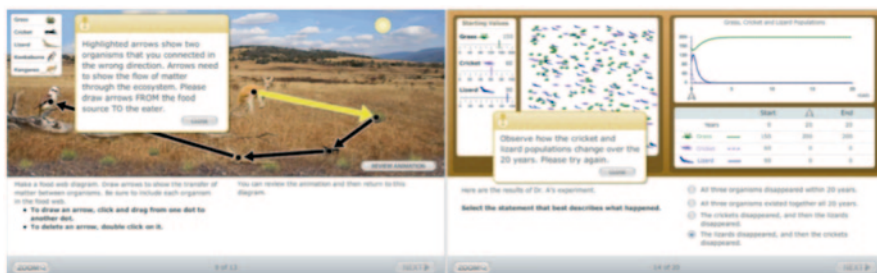 Grass
Cricket
Lizard
Kookaburra
Kangaroo
Highlighted arrows show two
organisms that you connected in
the wrong direction. Arrows need
to show the flow of matter
through the ecosystem. Please
draw arrows FROM the food
source TO the eater.
REVIEW ANIMATION
Make a food web diagram. Draw arrows to show the transfer of
matter between organisms. Be sure to include each organism
in the food web.
• To draw an arrow, click and drag from one dot to
another dot.
• To delete an arrow, double click on it.
You can review the animation and then return to this
diagram.
9 of 12
NEXT
Starting Values
Grass
Cricket
Lizard
Grass, Cricket and Lizard Populations
Start
End
Years 0 20 20
Grass
Cricket
Lizard
Observe how the cricket and
lizard populations change over the
20 years. Please try again.
Here are the results of Dr. A's experiment.
Select the statement that best describes what happened.
All three organisms disappeared within 20 years.
All three organisms existed together all 20 years.
The crickets disappeared, and then the lizards
disappeared.
The lizards disappeared, and then the crickets
disappeared.
NEXT